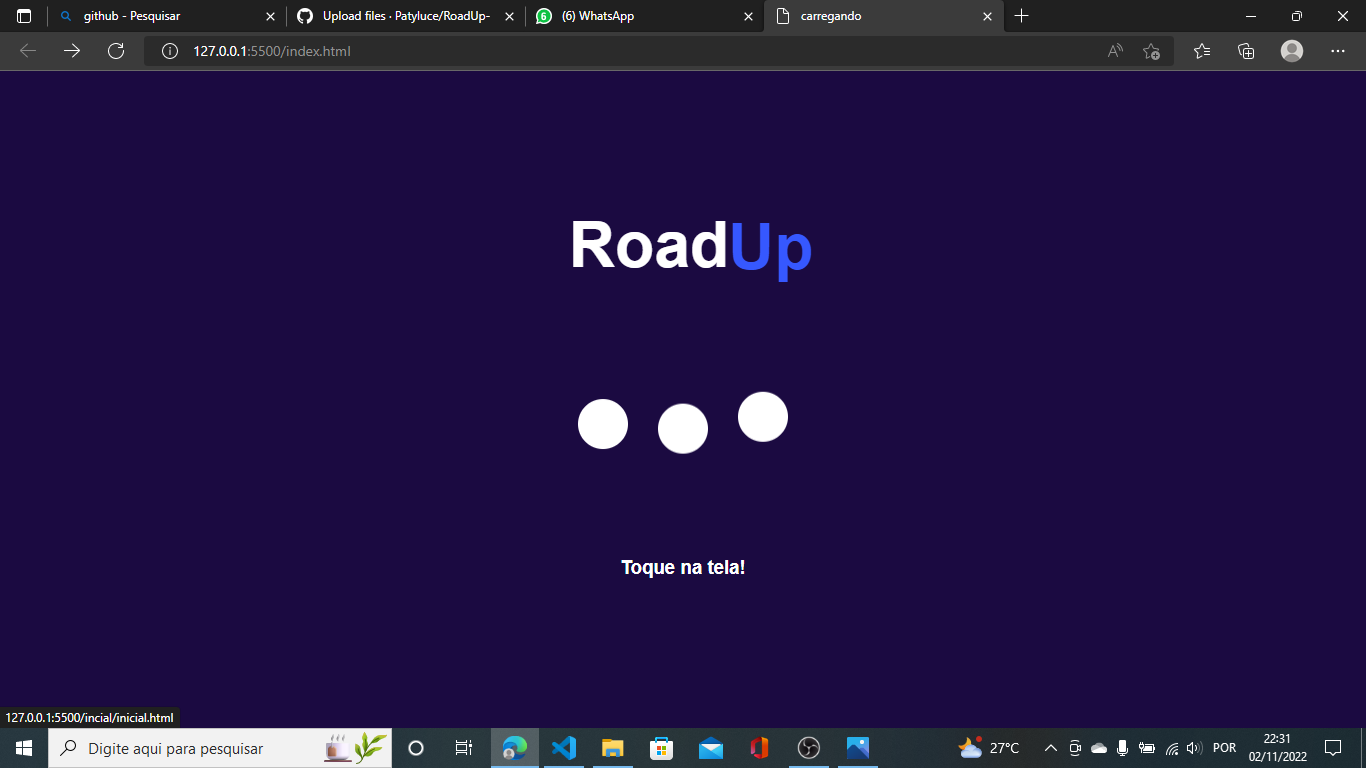 github - Pesquisar
Upload files · Patyluce/RoadUp-
6
(6) WhatsApp
carregando
127.0.0.1:5500/index.html
RoadUp
Toque na tela!
127.0.0.1:5500/incial/inicial.html
Digite aqui para pesquisar
27°C
POR
22:31
02/11/2022